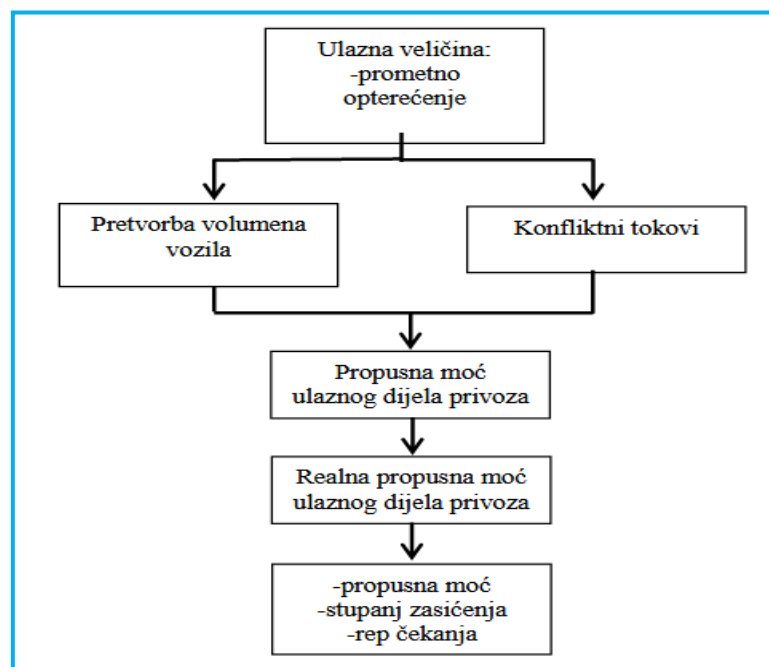 Ulazna veličina:
-prometno
opterećenje
Pretvorba volumena
vozila
Konfliktni tokovi
Propusna moć
ulaznog dijela privoza
Realna propusna moć
ulaznog dijela privoza
-propusna moć
-stupanj zasićenja
-rep čekanja